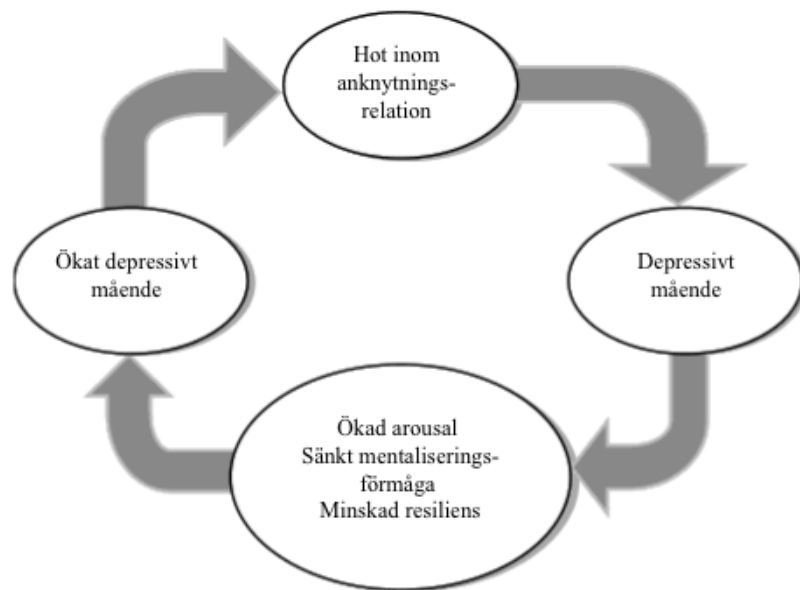 Hot inom
anknytnings-
relation
Depressivt
mående
Ökad arousal
Sänkt mentaliserings-
förmåga
Minskad resiliens
Ökat depressivt
mående